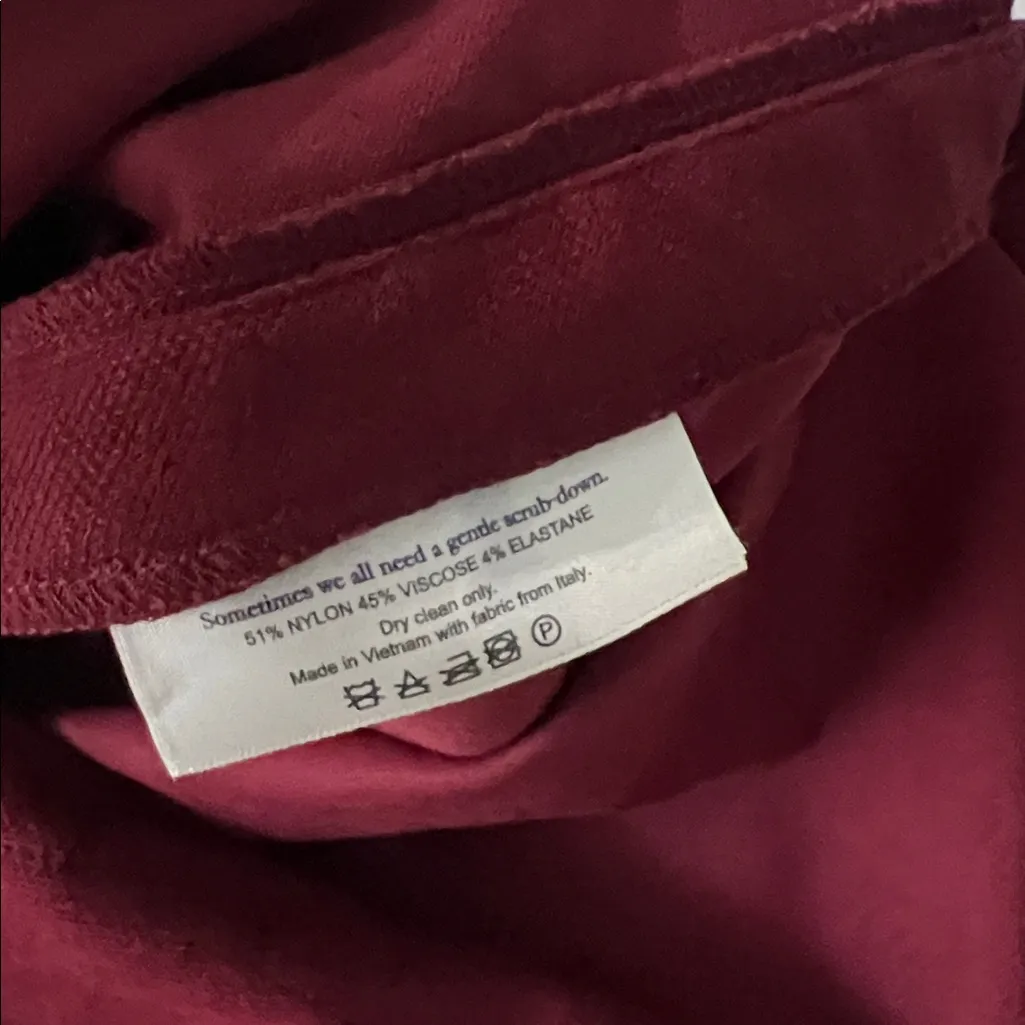 Sometimes we all need a gentle scrub-down.
51% NYLON 45% VISCOSE 4% ELASTANE
Dry clean only.
Made in Vietnam with fabric from Italy.
P